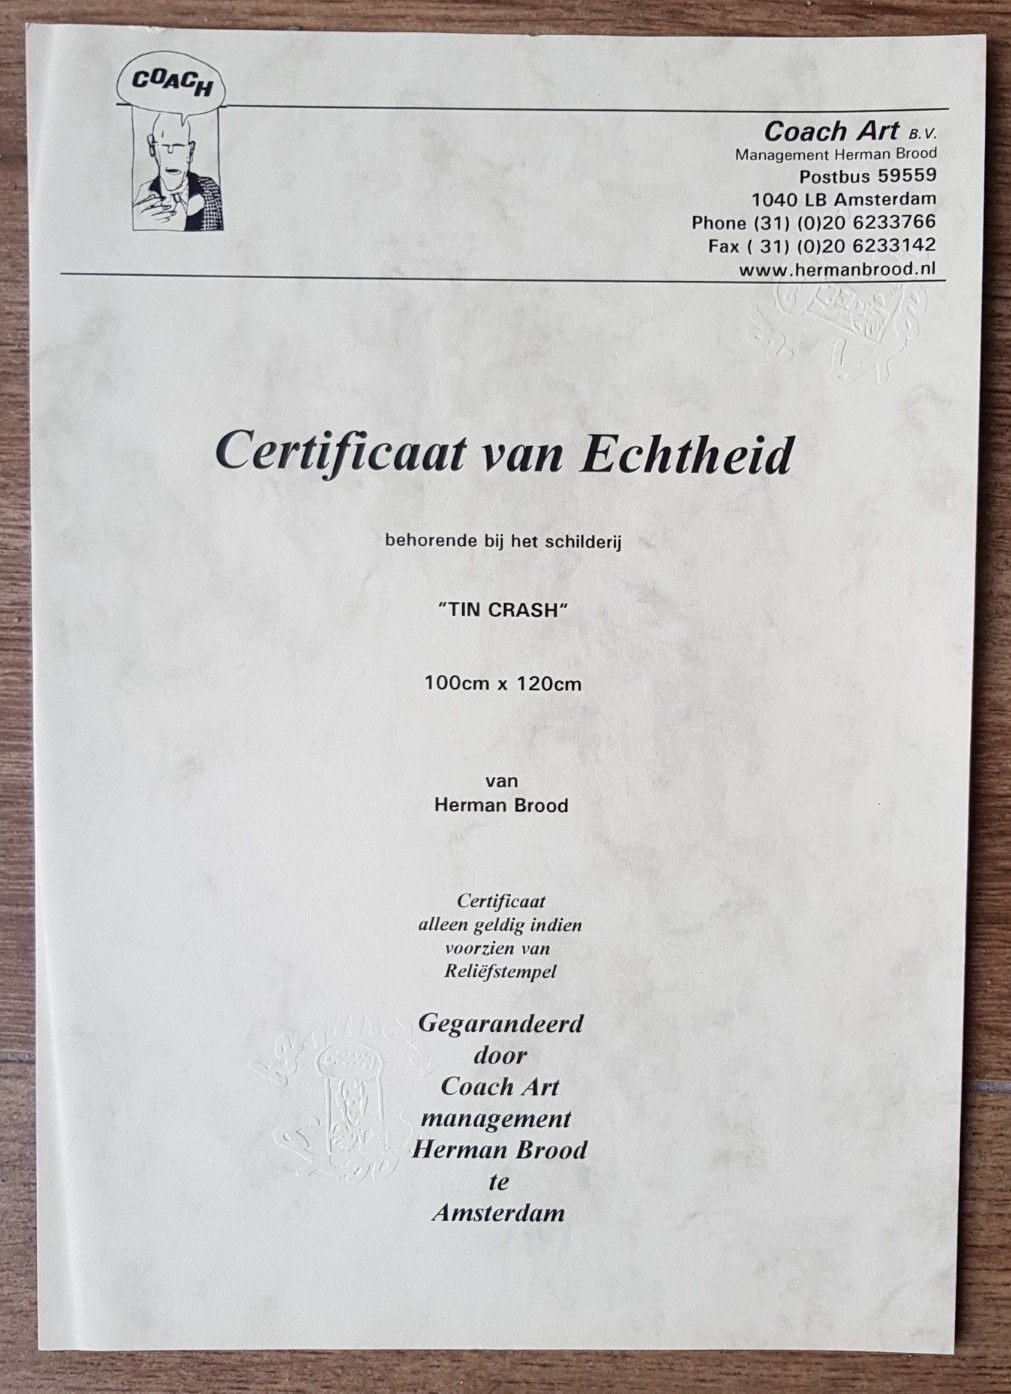 COACH
Coach Art B.V.
Management Herman Brood
Postbus 59559
1040 LB Amsterdam
Phone (31) (0)20 6233766
Fax ( 31) (0)20 6233142
www.hermanbrood.nl
Certificaat van Echtheid
behorende bij het schilderij
"TIN CRASH"
100cm x 120cm
van
Herman Brood
Certificaat
alleen geldig indien
voorzien van
Reliëfstempel
Gegarandeerd
door
Coach Art
management
Herman Brood
te
Amsterdam